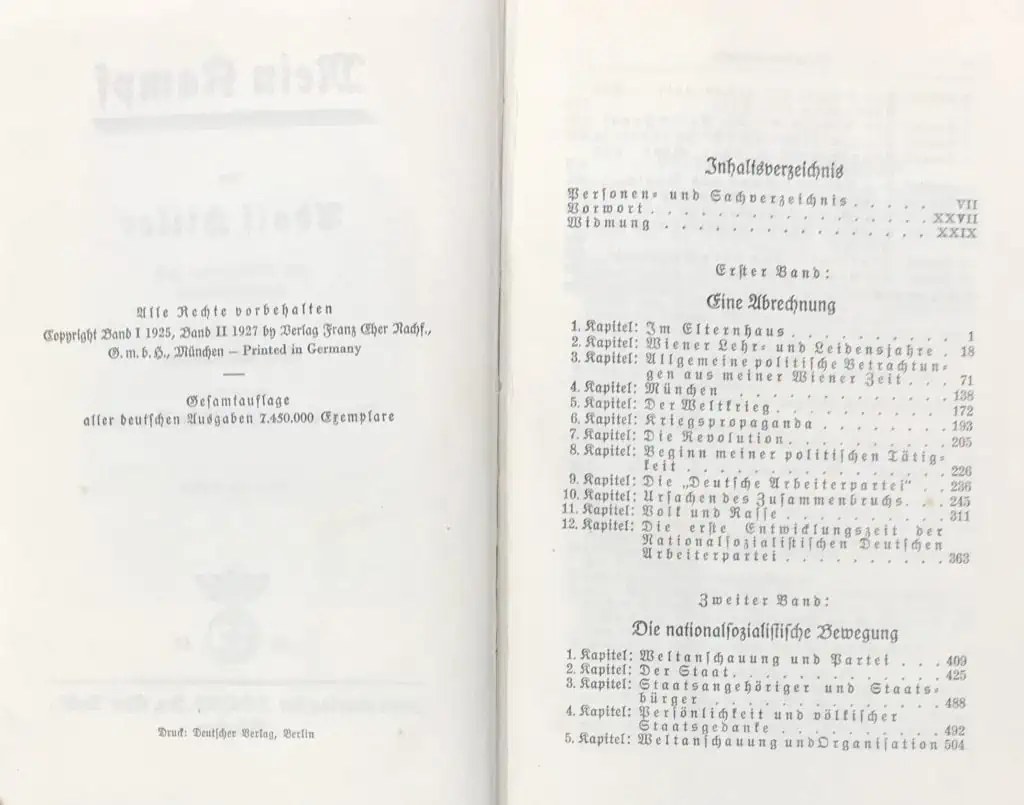 Alle Rechte vorbehalten
Copyright Band I 1925, Band II 1927 by Verlag Franz Eher Nachf.,
G. m. b. H., München — Printed in Germany
Gesamtauflage
aller deutschen Ausgaben 7.450.000 Exemplare
Druck: Deutscher Verlag, Berlin
Inhaltsverzeichnis
Personen- und Sachverzeichnis . . . . . VII
Vorwort . . . . . . . . . . . . . . . . . XXVII
Widmung . . . . . . . . . . . . . . . . XXIX
Erster Band:
Eine Abrechnung
1. Kapitel: Im Elternhaus . . . . . . . . . 1
2. Kapitel: Wiener Lehr- und Leidensjahre . 18
3. Kapitel: Allgemeine politische Betrachtun-
gen aus meiner Wiener Zeit . . . 71
4. Kapitel: München . . . . . . . . . . . . 138
5. Kapitel: Der Weltkrieg . . . . . . . . . 172
6. Kapitel: Kriegspropaganda . . . . . . . 193
7. Kapitel: Die Revolution . . . . . . . . 205
8. Kapitel: Beginn meiner politischen Tätig-
keit . . . . . . . . . . . . . . 226
9. Kapitel: Die „Deutsche Arbeiterpartei" . . 236
10. Kapitel: Ursachen des Zusammenbruchs. . . 245
11. Kapitel: Volk und Rasse . . . . . . . . . 311
12. Kapitel: Die erste Entwicklungszeit der
Nationalsozialistischen Deutschen
Arbeiterpartei . . . . . . . . . . 363
Zweiter Band:
Die nationalsozialistische Bewegung
1. Kapitel: Weltanschauung und Partei . . . 409
2. Kapitel: Der Staat. . . . . . . . . . . . 425
3. Kapitel: Staatsangehöriger und Staats-
bürger . . . . . . . . . . . . . 488
4. Kapitel: Persönlichkeit und völkischer
Staatsgedanke . . . . . . . . . . 492
5. Kapitel: Weltanschauung und Organisation 504